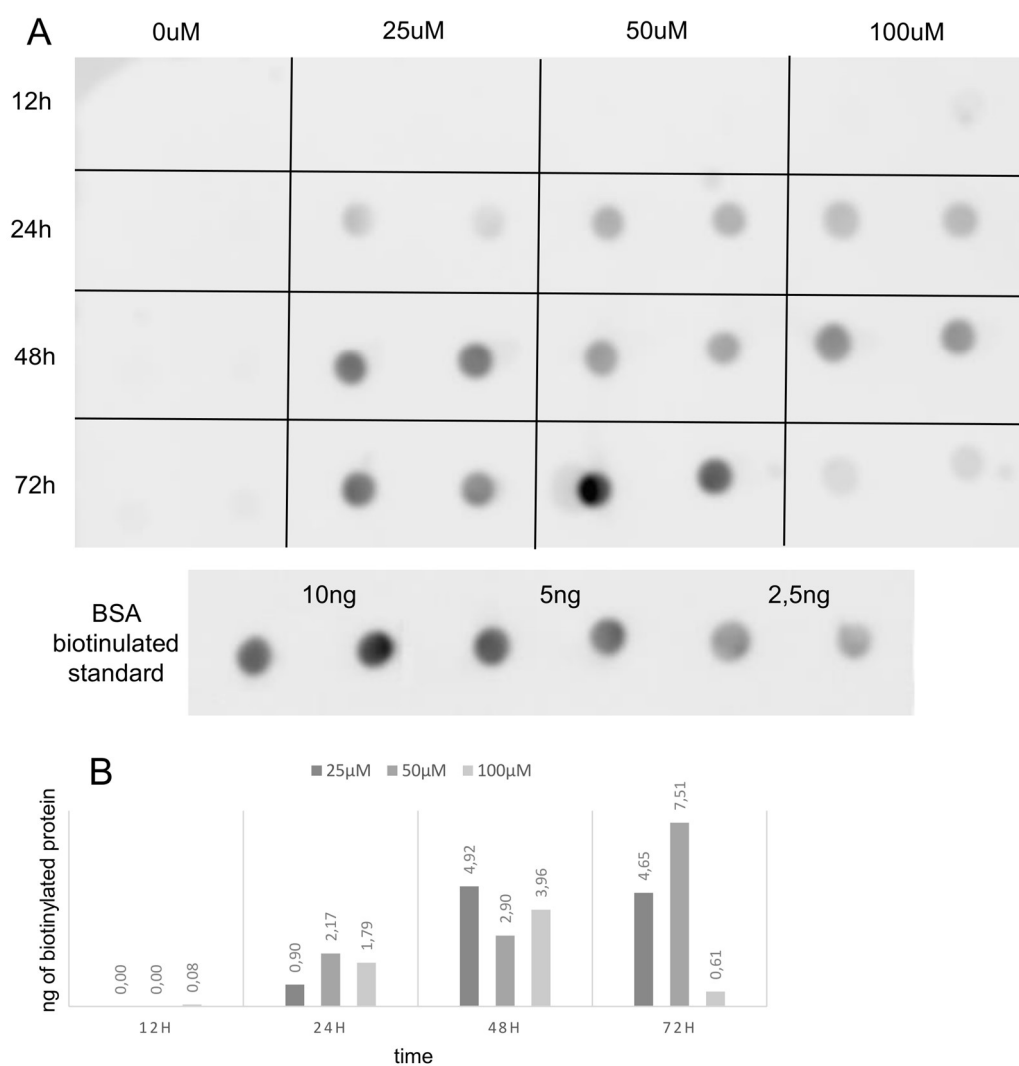 A
0uM 25uM 50uM 100uM
12h
24h
48h
72h
10ng 5ng 2,5ng
BSA
biotinulated
standard
B
25µM 50µM 100µM
ng of biotinylated protein
0,00 0,00 0,08 0,90 2,17 1,79 4,92 2,90 3,96 4,65 7,51 0,61
12H 24H 48H 72H
time